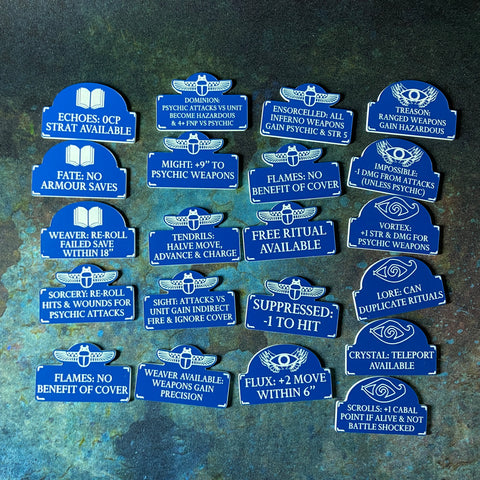 ECHOES: 0CP
STRAT AVAILABLE
FATE: NO
ARMOUR SAVES
WEAVER: RE-ROLL
FAILED SAVE
WITHIN 18"
SORCERY: RE-ROLL
HITS & WOUNDS FOR
PSYCHIC ATTACKS
FLAMES: NO
BENEFIT OF COVER
DOMINION:
PSYCHIC ATTACKS VS UNIT
BECOME HAZARDOUS
& 4+ FNP VS PSYCHIC
MIGHT: +9" TO
PSYCHIC WEAPONS
TENDRILS:
HALVE MOVE,
ADVANCE & CHARGE
SIGHT: ATTACKS VS
UNIT GAIN INDIRECT
FIRE & IGNORE COVER
WEAVER AVAILABLE:
WEAPONS GAIN
PRECISION
ENSORCELLED: ALL
INFERNO WEAPONS
GAIN PSYCHIC & STR 5
FLAMES: NO
BENEFIT OF COVER
FREE RITUAL
AVAILABLE
SUPPRESSED:
-1 TO HIT
FLUX: +2 MOVE
WITHIN 6"
TREASON:
RANGED WEAPONS
GAIN HAZARDOUS
IMPOSSIBLE:
-1 DMG FROM ATTACKS
(UNLESS PSYCHIC)
VORTEX:
+1 STR & DMG FOR
PSYCHIC WEAPONS
LORE: CAN
DUPLICATE RITUALS
CRYSTAL: TELEPORT
AVAILABLE
SCROLLS: +1 CABAL
POINT IF ALIVE & NOT
BATTLE SHOCKED